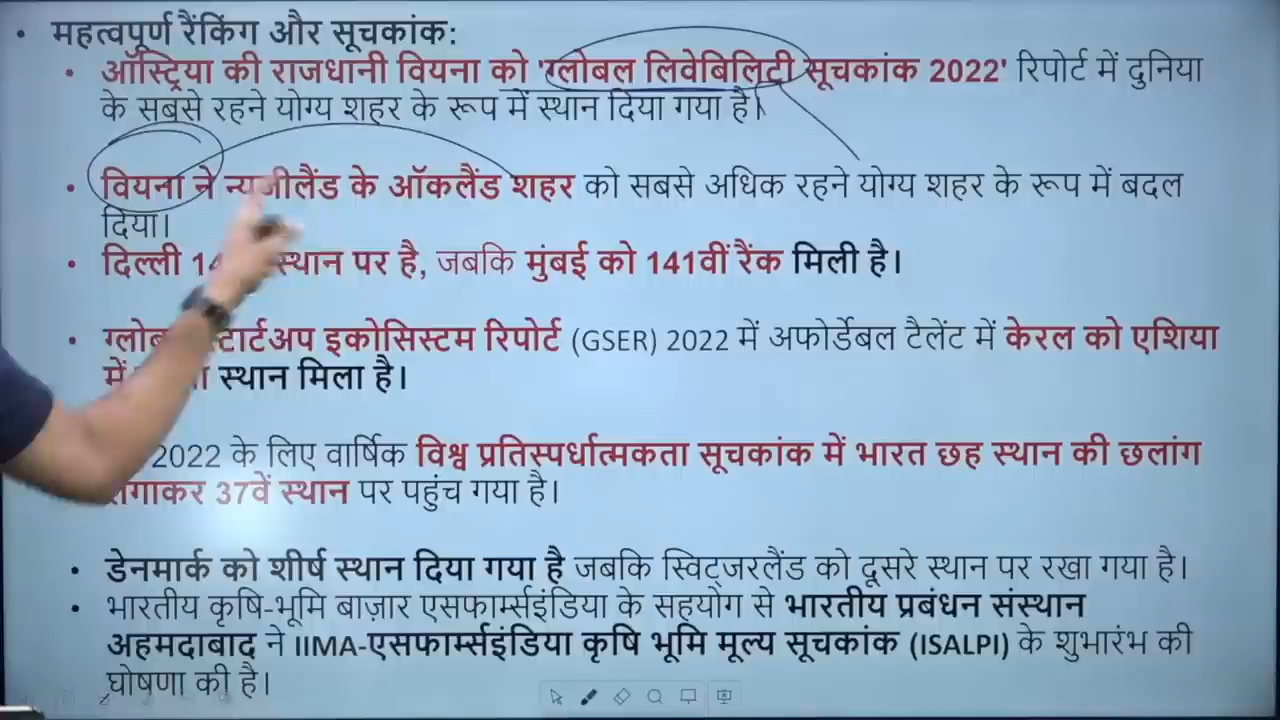 • महत्वपूर्ण रैंकिंग और सूचकांक:
• ऑस्ट्रिया की राजधानी वियना को 'ग्लोबल लिवेबिलिटी सूचकांक 2022' रिपोर्ट में दुनिया
के सबसे रहने योग्य शहर के रूप में स्थान दिया गया है।
• वियना ने न्यूजीलैंड के ऑकलैंड शहर को सबसे अधिक रहने योग्य शहर के रूप में बदल
दिया।
• दिल्ली स्थान पर है, जबकि मुंबई को 141वीं रैंक मिली है।
• स्टार्टअप इकोसिस्टम रिपोर्ट (GSER) 2022 में अफोर्डेबल टैलेंट में केरल को एशिया
में स्थान मिला है।
2022 के लिए वार्षिक विश्व प्रतिस्पर्धात्मकता सूचकांक में भारत छह स्थान की छलांग
लगाकर 37वें स्थान पर पहुंच गया है।
• डेनमार्क को शीर्ष स्थान दिया गया है जबकि स्विट्जरलैंड को दूसरे स्थान पर रखा गया है।
• भारतीय कृषि-भूमि बाज़ार एसफार्म्सइंडिया के सहयोग से भारतीय प्रबंधन संस्थान
अहमदाबाद ने IIMA-एसफार्म्सइंडिया कृषि भूमि मूल्य सूचकांक (ISALPI) के शुभारंभ की
घोषणा की है।